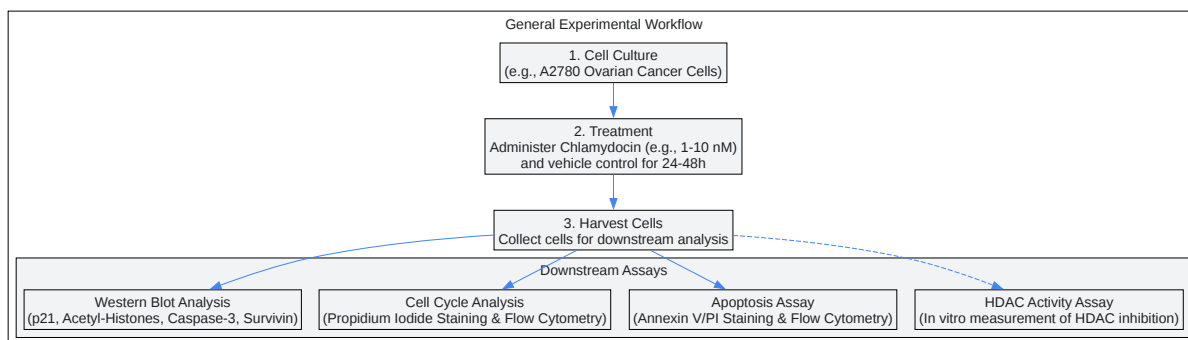 General Experimental Workflow
1. Cell Culture
(e.g., A2780 Ovarian Cancer Cells)
2. Treatment
Administer Chlamydocin (e.g., 1-10 nM)
and vehicle control for 24-48h
3. Harvest Cells
Collect cells for downstream analysis
Downstream Assays
Western Blot Analysis
(p21, Acetyl-Histones, Caspase-3, Survivin)
Cell Cycle Analysis
(Propidium Iodide Staining & Flow Cytometry)
Apoptosis Assay
(Annexin V/PI Staining & Flow Cytometry)
HDAC Activity Assay
(In vitro measurement of HDAC inhibition)